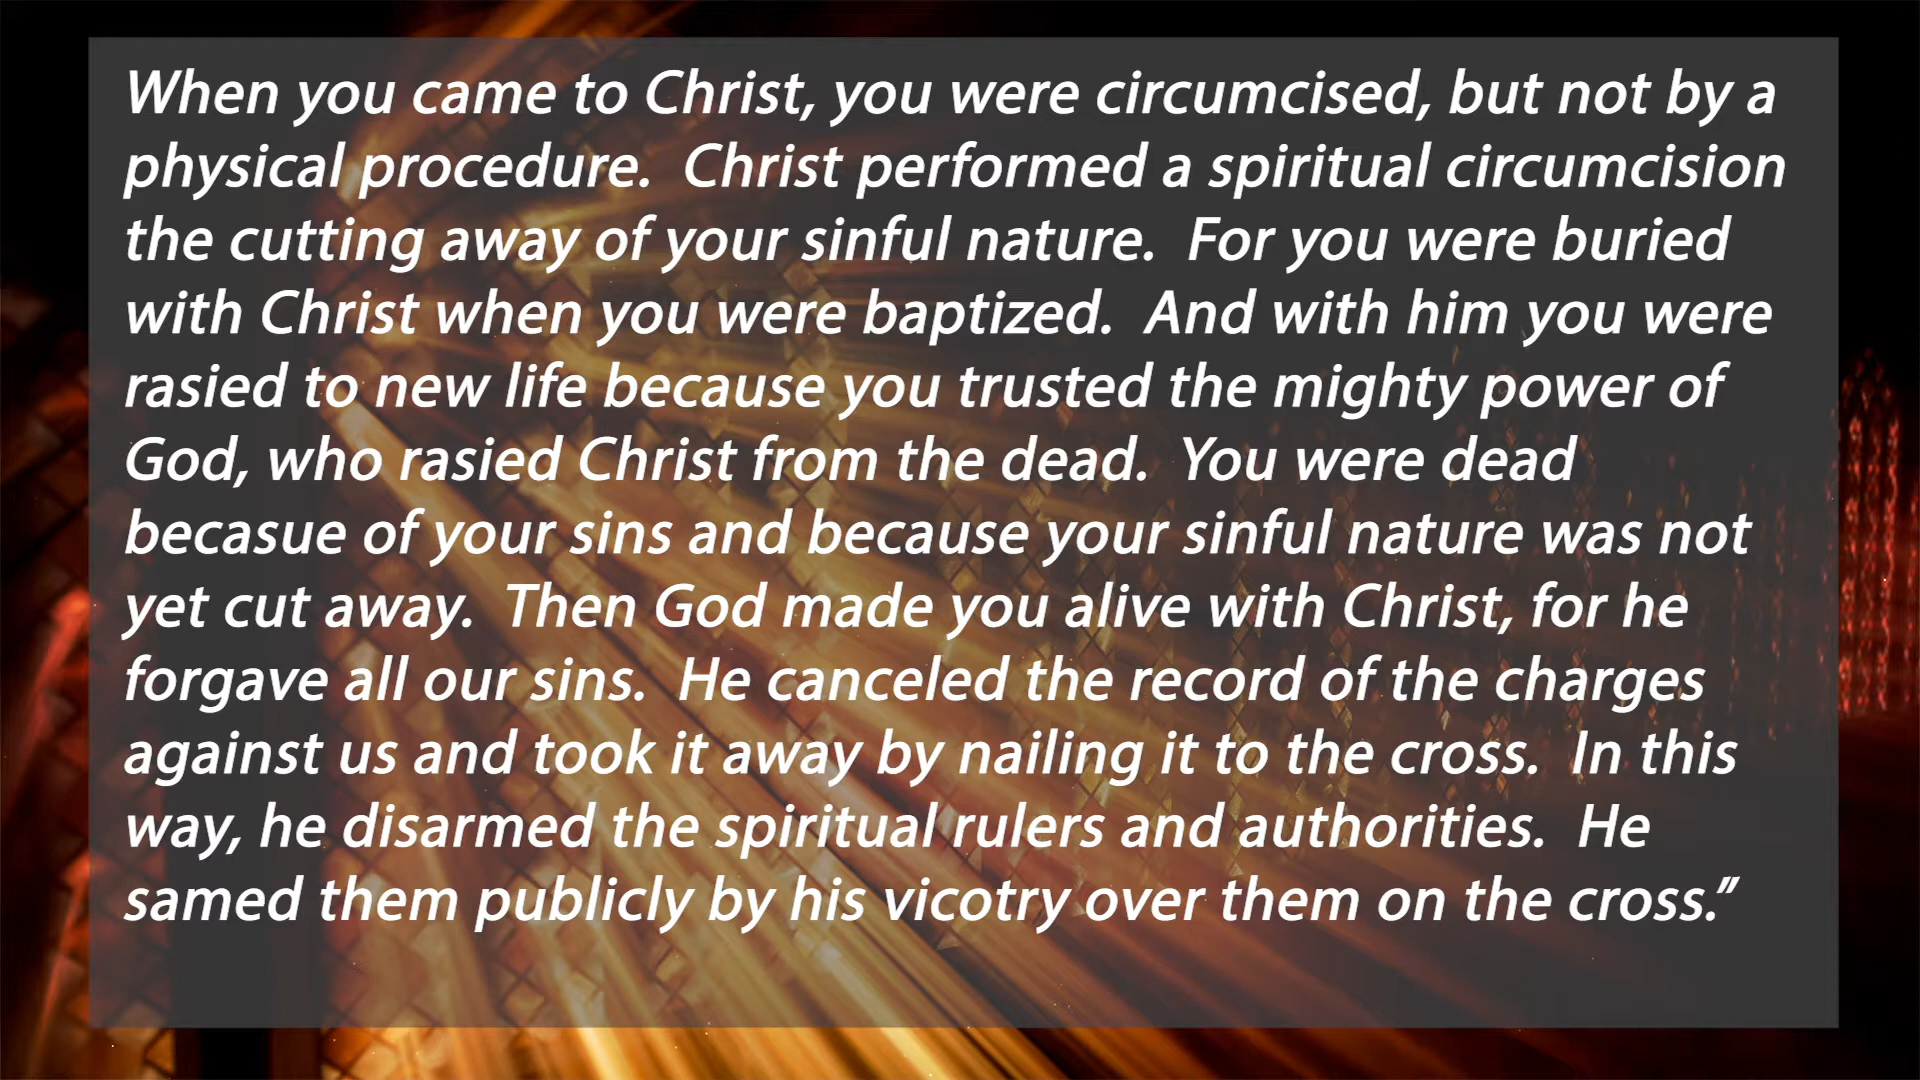 When you came to Christ, you were circumcised, but not by a
physical procedure.  Christ performed a spiritual circumcision
the cutting away of your sinful nature.  For you were buried
with Christ when you were baptized.  And with him you were
rasied to new life because you trusted the mighty power of
God, who rasied Christ from the dead.  You were dead
becasue of your sins and because your sinful nature was not
yet cut away.  Then God made you alive with Christ, for he
forgave all our sins.  He canceled the record of the charges
against us and took it away by nailing it to the cross.  In this
way, he disarmed the spiritual rulers and authorities.  He
samed them publicly by his vicotry over them on the cross.”